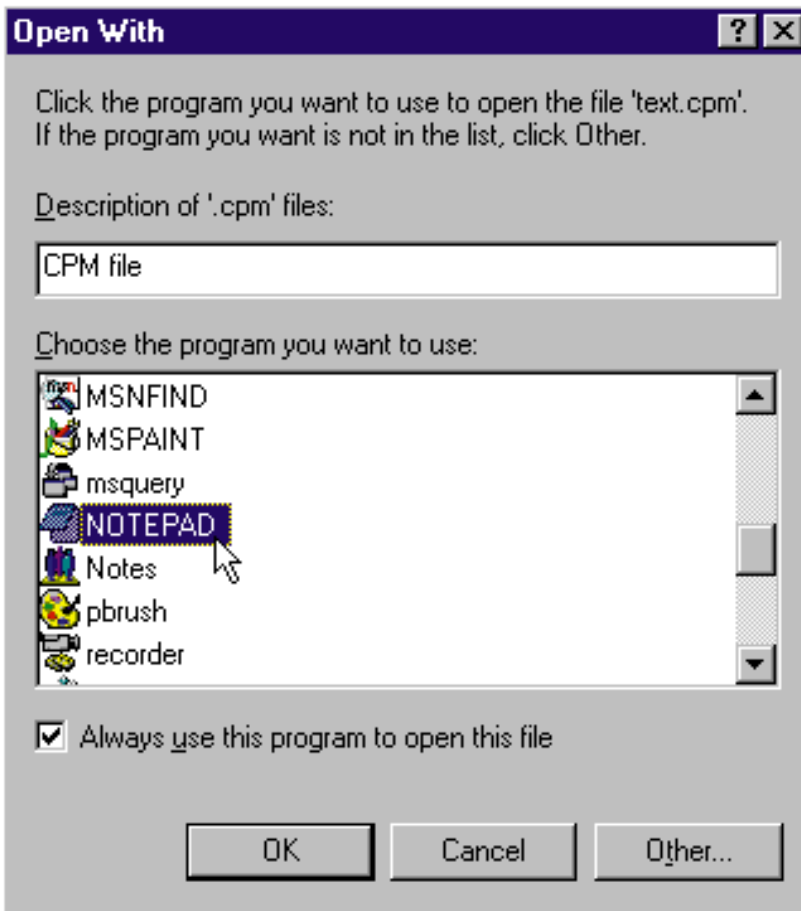 Open With
Click the program you want to use to open the file 'text.cpm'.
If the program you want is not in the list, click Other.
Description of '.cpm' files:
CPM file
Choose the program you want to use:
MSNFIND
MSPAINT
msquery
NOTEPAD
Notes
pbrush
recorder
Always use this program to open this file
OK Cancel Other...